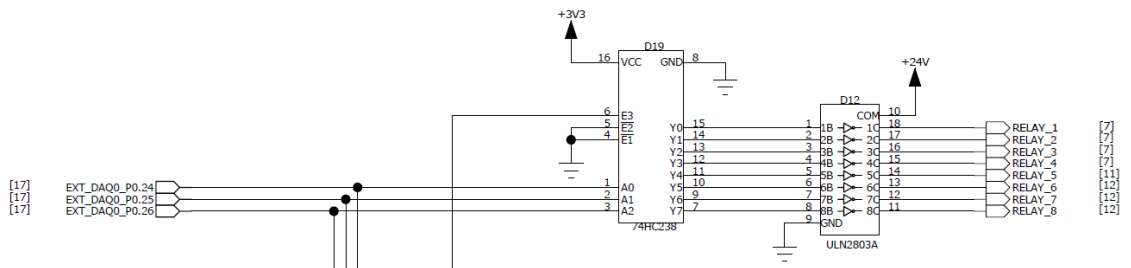 +3V3
D19
16 VCC GND 8
+24V
D12
COM 10
6 E3
5 E2
4 E1
Y0 15 1 1B 1C 18 RELAY_1 [7]
Y1 14 2 2B 2C 17 RELAY_2 [7]
Y2 13 3 3B 3C 16 RELAY_3 [7]
Y3 12 4 4B 4C 15 RELAY_4 [7]
Y4 11 5 5B 5C 14 RELAY_5 [11]
[17] EXT_DAQ0_P0.24 1 A0 Y5 10 6 6B 6C 13 RELAY_6 [12]
[17] EXT_DAQ0_P0.25 2 A1 Y6 9 7 7B 7C 12 RELAY_7 [12]
[17] EXT_DAQ0_P0.26 3 A2 Y7 7 8 8B 8C 11 RELAY_8 [12]
9 GND
74HC238
ULN2803A